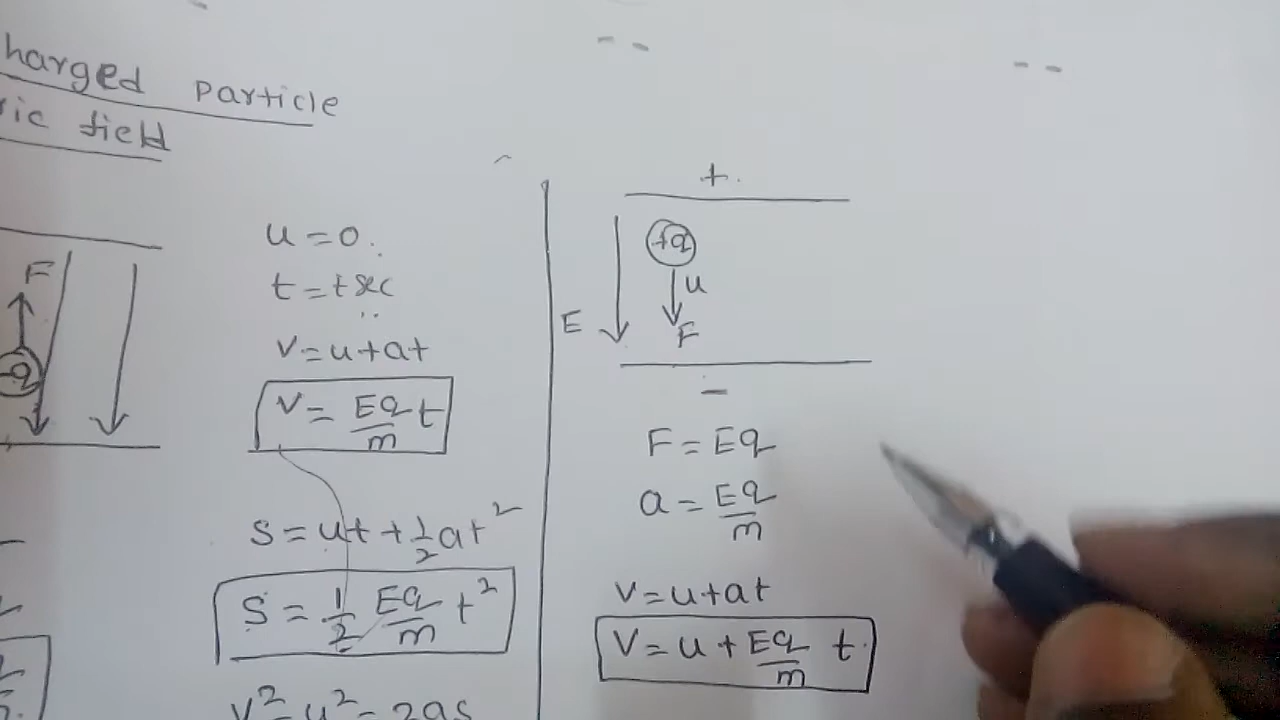 harged particle
ric field
F
-q
u = 0.
t = t sec
v = u + at
v = Eq/m t
S = ut + 1/2 at²
S = 1/2 Eq/m t²
v² - u² = 2as
+
+q
u
E
F
-
F = Eq
a = Eq/m
v = u + at
v = u + Eq/m t